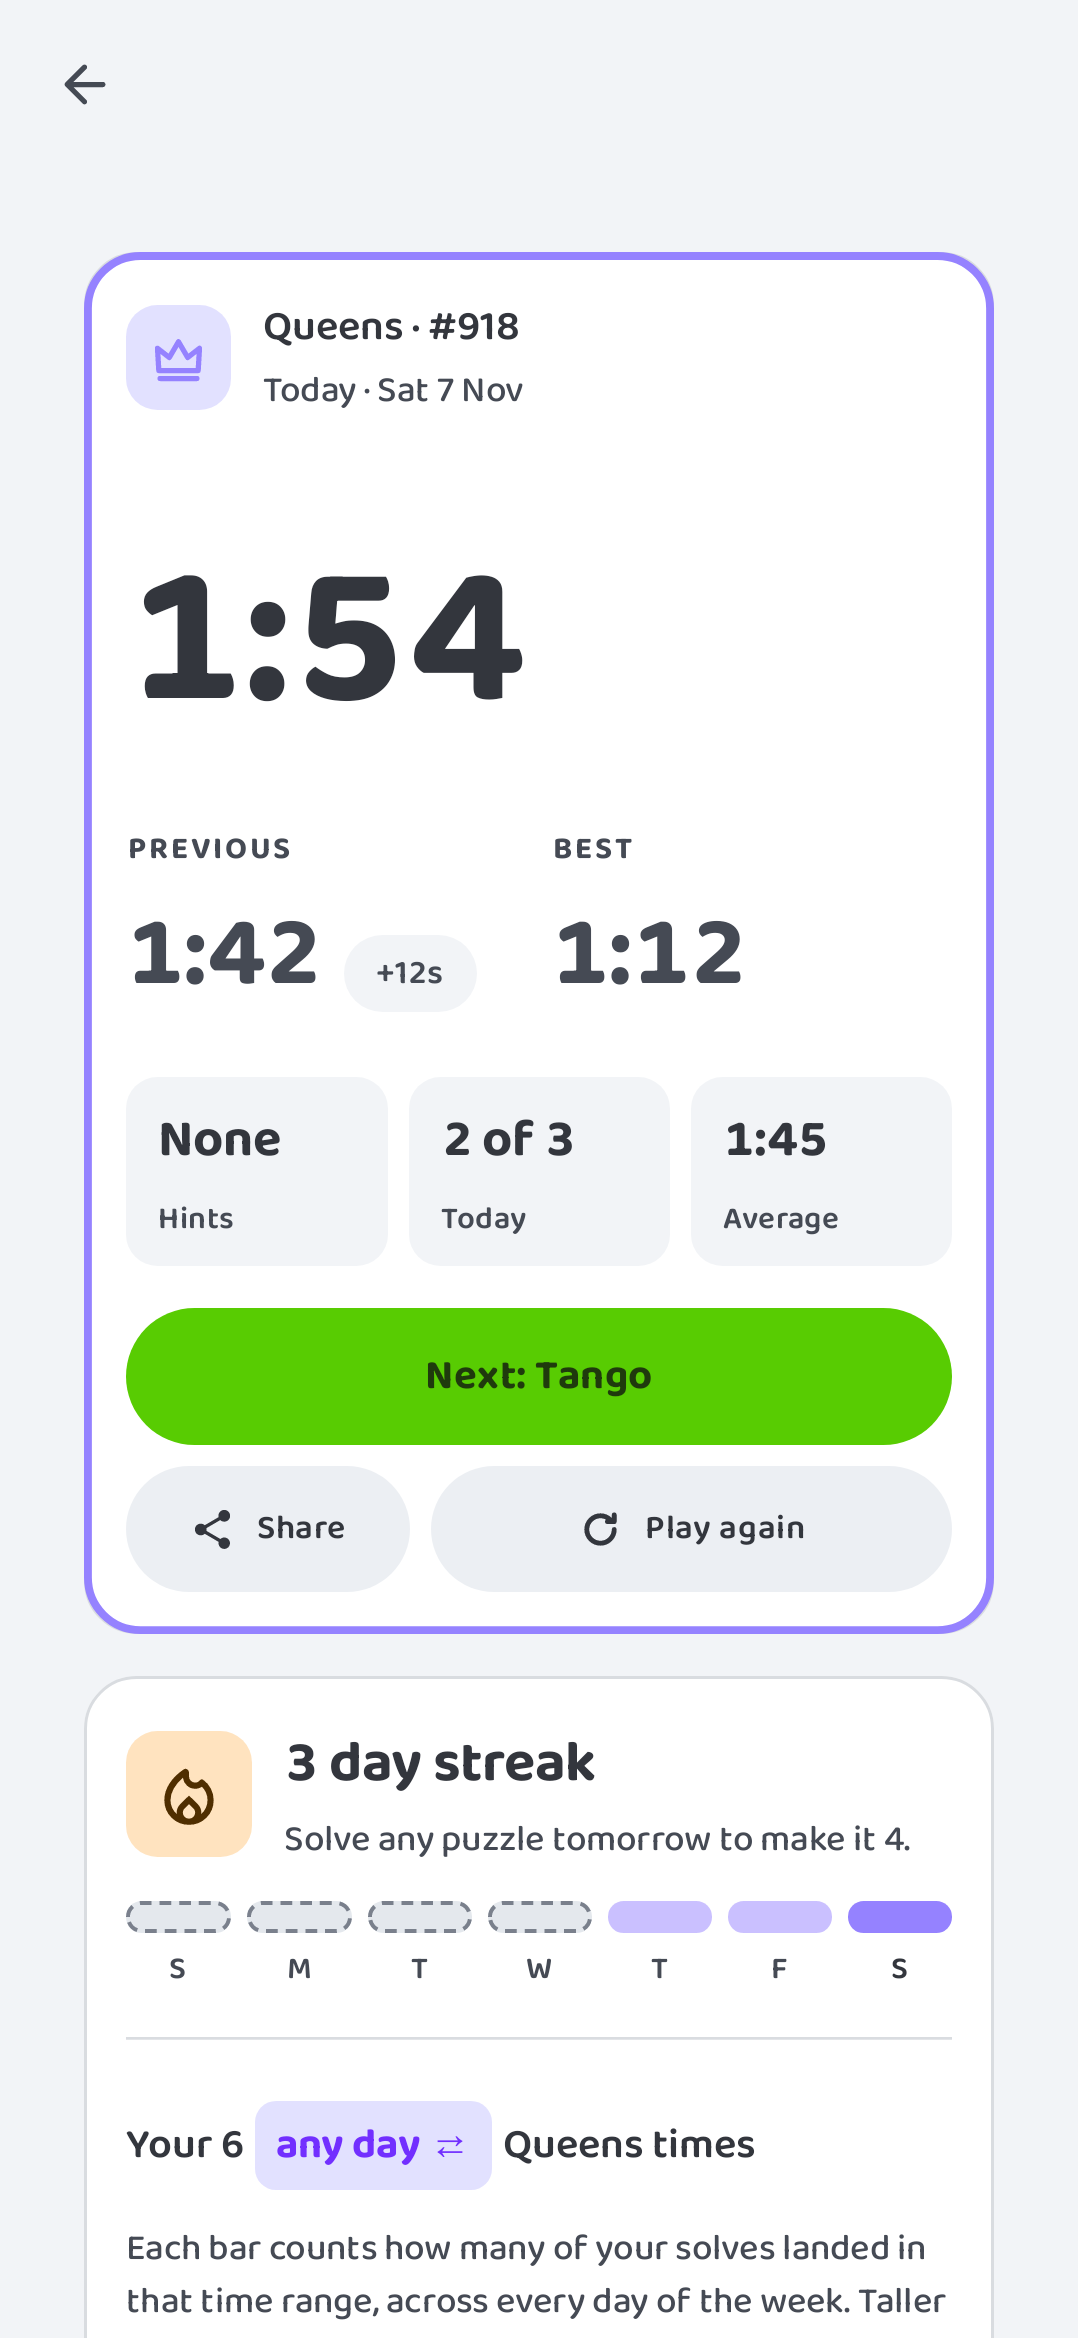 Queens · #918
Today · Sat 7 Nov
1:54
PREVIOUS
BEST
1:42
+12s
1:12
None
2 of 3
1:45
Hints
Today
Average
Next: Tango
Share
Play again
3 day streak
Solve any puzzle tomorrow to make it 4.
S M T W T F S
Your 6 any day ⇄ Queens times
Each bar counts how many of your solves landed in
that time range, across every day of the week. Taller